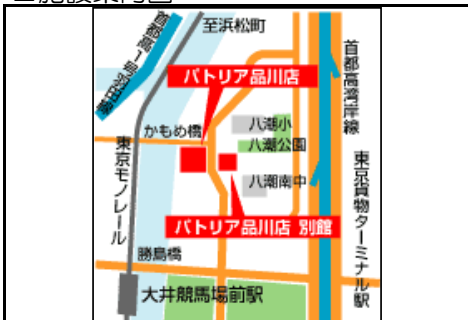 至浜松町
首都高1号羽田線
パトリア品川店
首都高湾岸線
かもめ橋
八潮小
八潮公園
八潮南中
東京モノレール
パトリア品川店 別館
東京貨物ターミナル駅
勝島橋
大井競馬場前駅